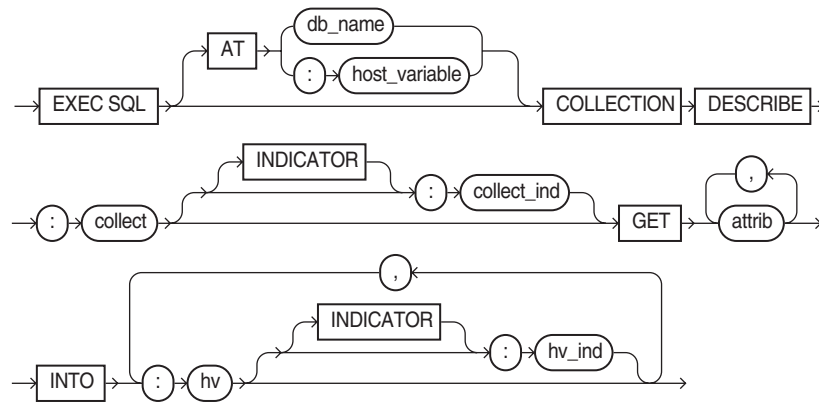 db_name
AT
: host_variable
EXEC SQL COLLECTION DESCRIBE
INDICATOR ,
: collect : collect_ind GET attrib
,
INDICATOR
INTO : hv : hv_ind